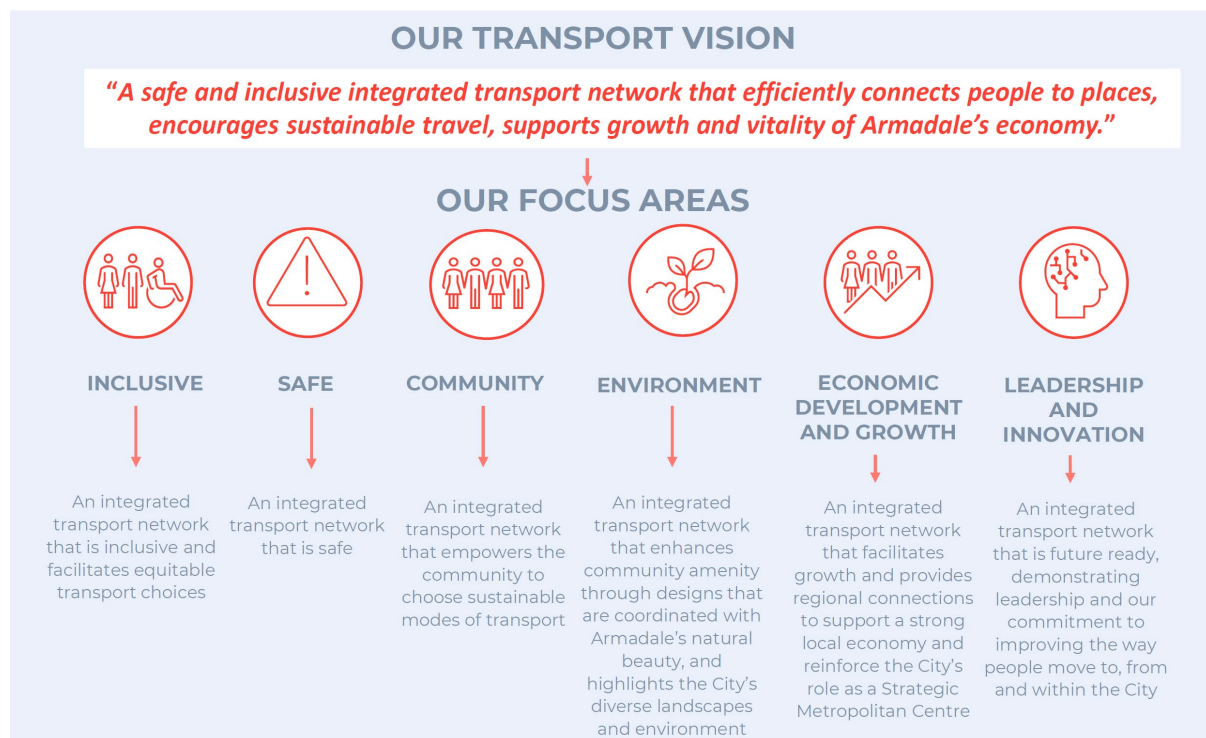 OUR TRANSPORT VISION
“A safe and inclusive integrated transport network that efficiently connects people to places,
encourages sustainable travel, supports growth and vitality of Armadale’s economy.”
OUR FOCUS AREAS
INCLUSIVE
An integrated
transport network
that is inclusive and
facilitates equitable
transport choices
SAFE
An integrated
transport network
that is safe
COMMUNITY
An integrated
transport network
that empowers the
community to
choose sustainable
modes of transport
ENVIRONMENT
An integrated
transport network
that enhances
community amenity
through designs that
are coordinated with
Armadale’s natural
beauty, and
highlights the City’s
diverse landscapes
and environment
ECONOMIC
DEVELOPMENT
AND GROWTH
An integrated
transport network
that facilitates
growth and provides
regional connections
to support a strong
local economy and
reinforce the City’s
role as a Strategic
Metropolitan Centre
LEADERSHIP
AND
INNOVATION
An integrated
transport network
that is future ready,
demonstrating
leadership and our
commitment to
improving the way
people move to, from
and within the City